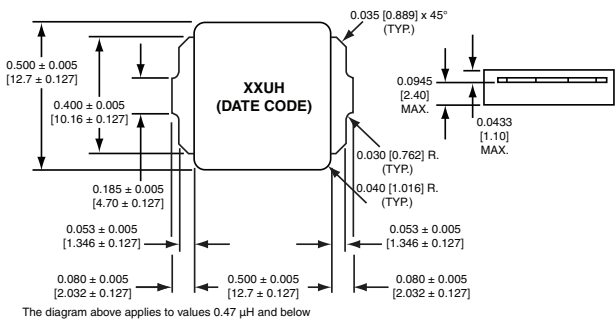 0.035 [0.889] x 45°
(TYP.)
0.500 ± 0.005
[12.7 ± 0.127]
0.400 ± 0.005
[10.16 ± 0.127]
XXUH
(DATE CODE)
0.0945
[2.40]
MAX.
0.0433
[1.10]
MAX.
0.030 [0.762] R.
(TYP.)
0.185 ± 0.005
[4.70 ± 0.127]
0.040 [1.016] R.
(TYP.)
0.053 ± 0.005
[1.346 ± 0.127]
0.053 ± 0.005
[1.346 ± 0.127]
0.080 ± 0.005
[2.032 ± 0.127]
0.500 ± 0.005
[12.7 ± 0.127]
0.080 ± 0.005
[2.032 ± 0.127]
The diagram above applies to values 0.47 µH and below